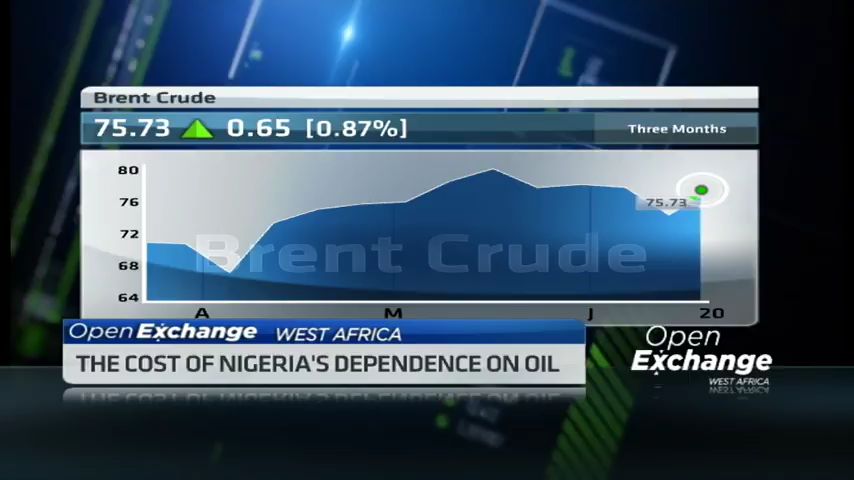 Brent Crude
75.73 0.65 [0.87%]
Three Months
80
76
72
68
64
75.73
Brent Crude
A M J 20
Open Exchange WEST AFRICA
THE COST OF NIGERIA'S DEPENDENCE ON OIL
Open
Exchange
WEST AFRICA